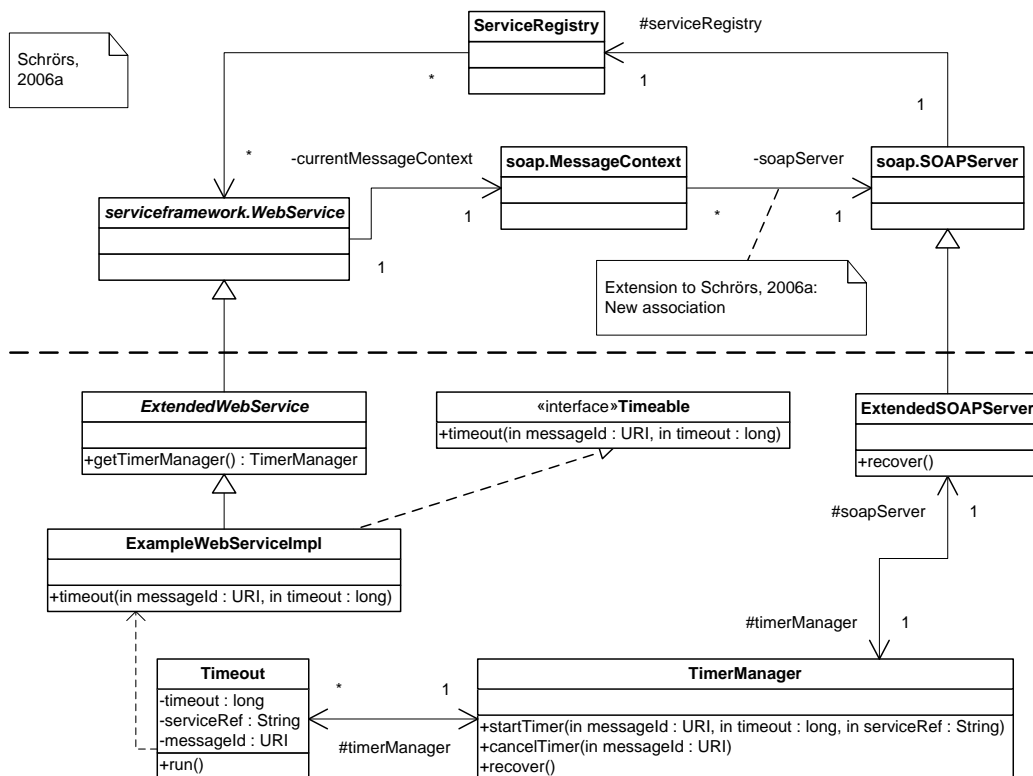 ServiceRegistry
#serviceRegistry
Schrörs,
2006a
*
1
1
*
-currentMessageContext
soap.MessageContext
-soapServer
soap.SOAPServer
serviceframework.WebService
1
*
1
1
Extension to Schrörs, 2006a:
New association
ExtendedWebService
+getTimerManager() : TimerManager
«interface»Timeable
+timeout(in messageId : URI, in timeout : long)
ExtendedSOAPServer
+recover()
#soapServer
1
ExampleWebServiceImpl
+timeout(in messageId : URI, in timeout : long)
#timerManager
1
Timeout
-timeout : long
-serviceRef : String
-messageId : URI
+run()
*
1
#timerManager
TimerManager
+startTimer(in messageId : URI, in timeout : long, in serviceRef : String)
+cancelTimer(in messageId : URI)
+recover()